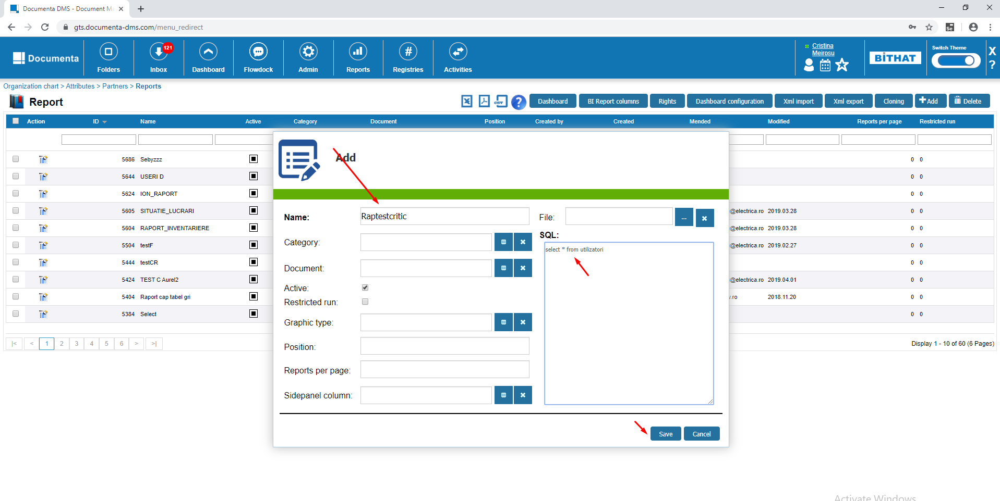 Documenta DMS - Document Ma
gts.documenta-dms.com/menu_redirect
Se
Documenta
Folders
121
Inbox
Dashboard
Flowdock
Admin
Reports
#
Registries
Activities
Cristina
Meirosu
BITHAT
Switch Theme
X
?
Organization chart > Attributes > Partners > Reports
Report
csv
?
Dashboard
BI Report columns
Rights
Dashboard configuration
Xml import
Xml export
Cloning
Add
Delete
Action ID Name Active Category Document Position Created by Created Mended Modified Reports per page Restricted run
5686 Sebyzzz 0 0
5644 USERI D 0 0
5624 ION_RAPORT 0 0
5605 SITUATIE_LUCRARI @electrica.ro 2019.03.28 0 0
5604 RAPORT_INVENTARIERE @electrica.ro 2019.03.28 0 0
5504 testF @electrica.ro 2019.02.27 0 0
5444 testCR 0 0
5424 TEST C Aurel2 @electrica.ro 2019.04.01 0 0
5404 Raport cap tabel gri .ro 2018.11.20 0 0
5384 Select 0 0
|< < 1 2 3 4 5 6 > >|
Display 1 - 10 of 60 (6 Pages)
Add
Name: Raptestcritic
File: ...
Category:
SQL:
select * from utilizatori
Document:
Active:
Restricted run:
Graphic type:
Position:
Reports per page:
Sidepanel column:
Save
Cancel
Activate Windows